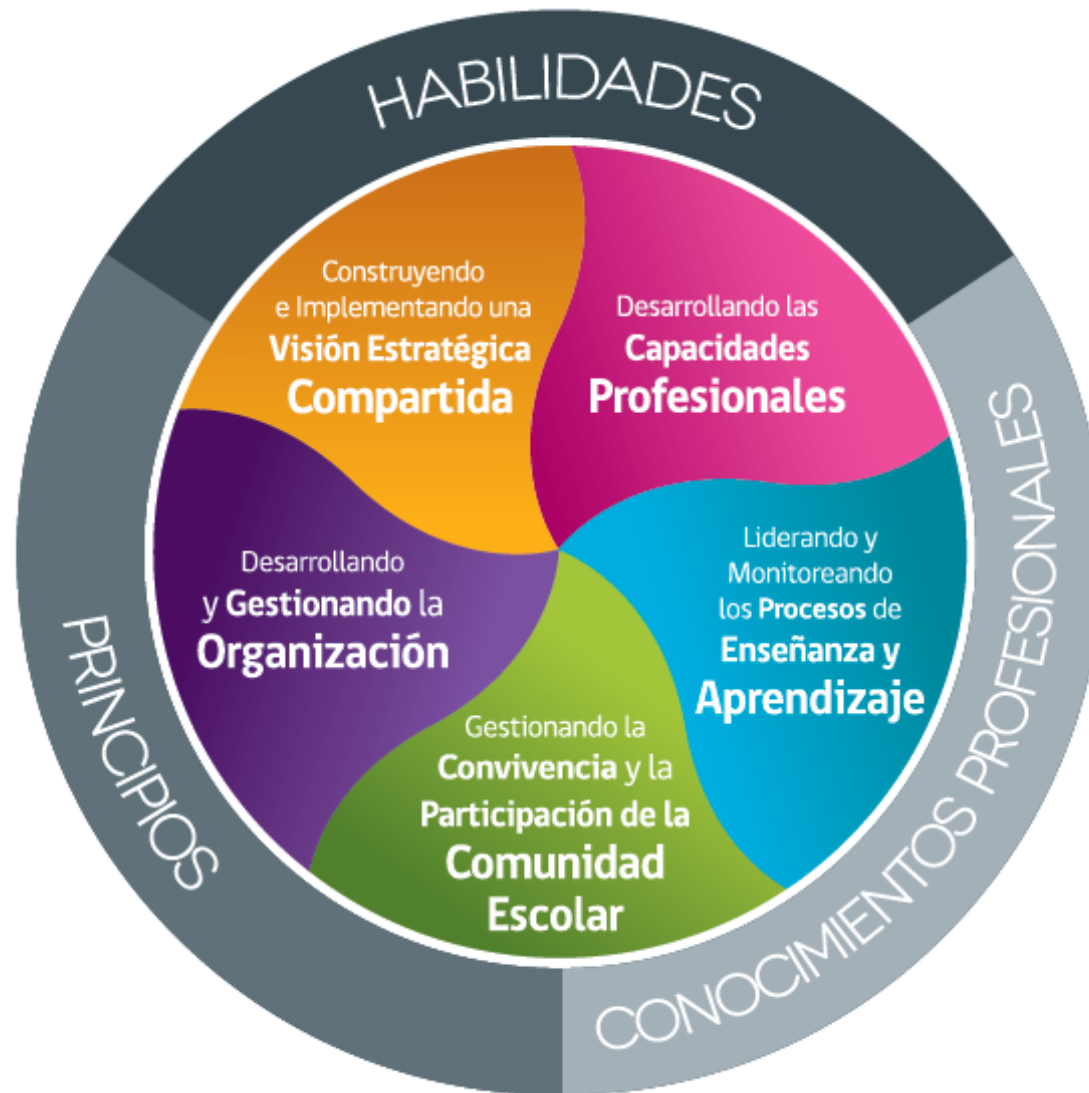 HABILIDADES
Construyendo
e Implementando una
Visión Estratégica
Compartida
Desarrollando las
Capacidades
Profesionales
Liderando y
Monitoreando
los Procesos de
Enseñanza y
Aprendizaje
Gestionando la
Convivencia y la
Participación de la
Comunidad
Escolar
Desarrollando
y Gestionando la
Organización
PRINCIPIOS
CONOCIMIENTOS PROFESIONALES